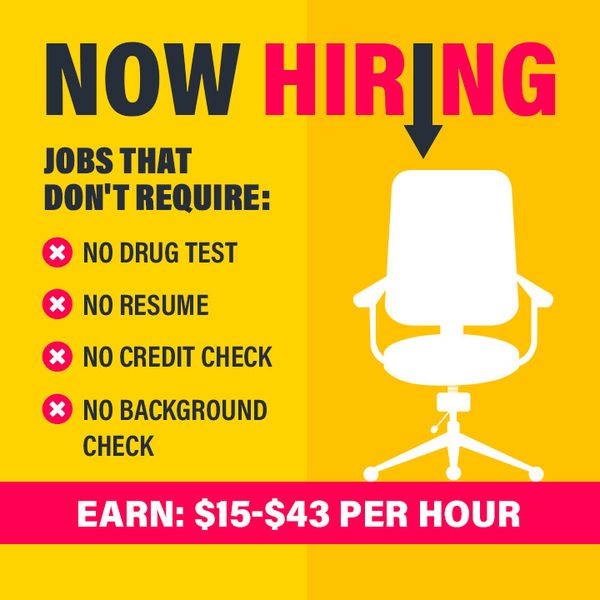 NOW HIRING
JOBS THAT
DON'T REQUIRE:
NO DRUG TEST
NO RESUME
NO CREDIT CHECK
NO BACKGROUND
CHECK
EARN: $15-$43 PER HOUR